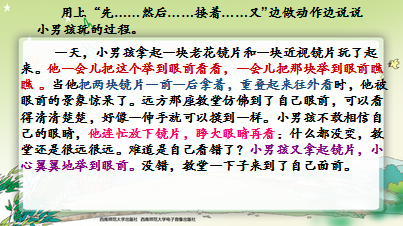 用上“先……然后……接着……又”边做动作边说说
小男孩玩的过程。
一天，小男孩拿起一块老花镜片和一块近视镜片玩了起
来。他一会儿把这个举到眼前看看，一会儿把那块举到眼前瞧
瞧 。当他把两块镜片一前一后拿着，重叠起来往外看时，他被
眼前的景象惊呆了。远方那座教堂仿佛到了自己眼前，可以看
得清清楚楚，好像一伸手就可以摸到一样。小男孩不敢相信自
己的眼睛，他连忙放下镜片，睁大眼睛再看：什么都没变，教
堂还是很远很远。难道是自己看错了？小男孩又拿起镜片，小
心翼翼地举到眼前。没错，教堂一下子来到了自己面前。
西南师范大学出版社 西南师范大学电子音像出版社